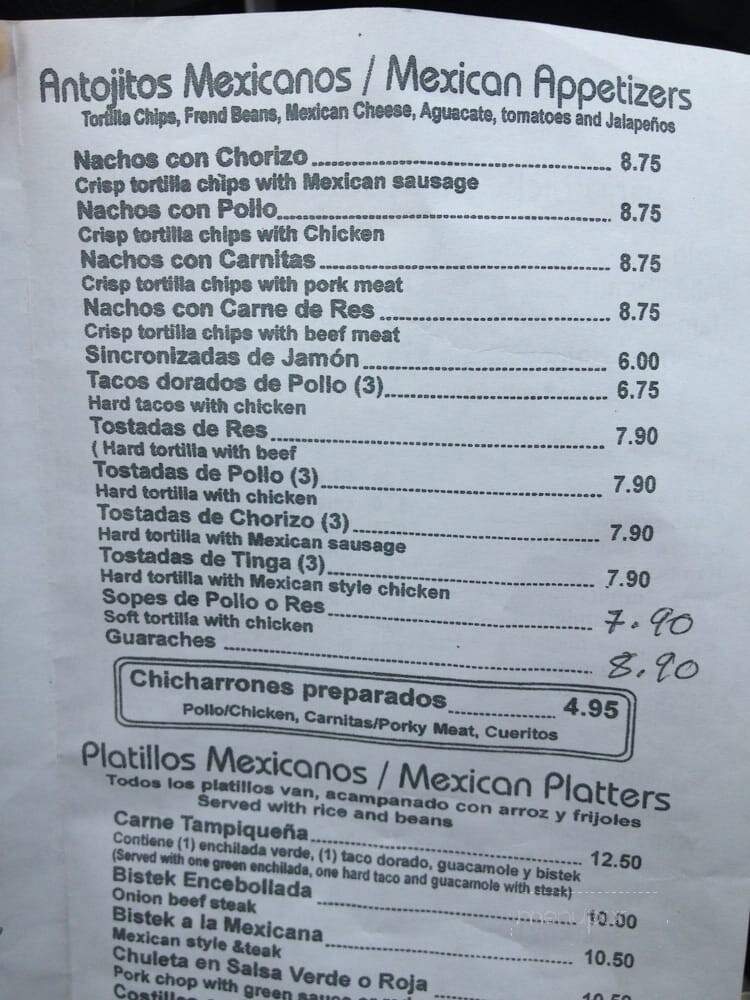 Antojitos Mexicanos / Mexican Appetizers
Tortilla Chips, Frend Beans, Mexican Cheese, Aguacate, tomatoes and Jalapeños
Nachos con Chorizo 8.75
Crisp tortilla chips with Mexican sausage
Nachos con Pollo 8.75
Crisp tortilla chips with Chicken
Nachos con Carnitas 8.75
Crisp tortilla chips with pork meat
Nachos con Carne de Res 8.75
Crisp tortilla chips with beef meat
Sincronizadas de Jamón 6.00
Tacos dorados de Pollo (3) 6.75
Hard tacos with chicken
Tostadas de Res 7.90
( Hard tortilla with beef
Tostadas de Pollo (3) 7.90
Hard tortilla with chicken
Tostadas de Chorizo (3) 7.90
Hard tortilla with Mexican sausage
Tostadas de Tinga (3) 7.90
Hard tortilla with Mexican style chicken
Sopes de Pollo o Res 7.90
Soft tortilla with chicken
Guaraches 8.90
Chicharrones preparados 4.95
Pollo/Chicken, Carnitas/Porky Meat, Cueritos
Platillos Mexicanos / Mexican Platters
Todos los platillos van, acampanado con arroz y frijoles
Served with rice and beans
Carne Tampiqueña 12.50
Contiene (1) enchilada verde, (1) taco dorado, guacamole y bistek
(Served with one green enchilada, one hard taco and guacamole with steak)
Bistek Encebollada 10.00
Onion beef steak
Bistek a la Mexicana 10.50
Mexican style &teak
Chuleta en Salsa Verde o Roja
Pork chop with green